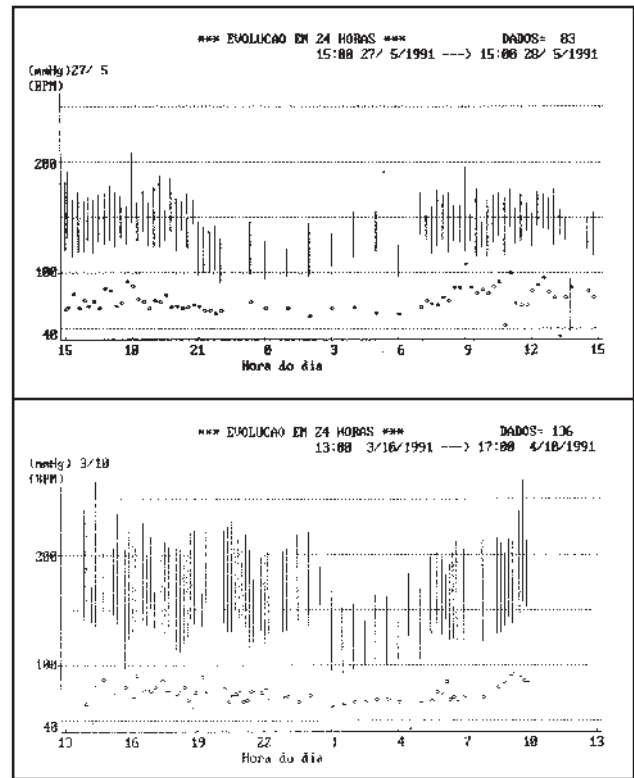 *** EVOLUCAO EM 24 HORAS *** DADOS= 83
15:00 27/ 5/1991 ---> 15:00 28/ 5/1991
(mmHg)27/ 5
(BPM)
200
100
40
15 18 21 0 3 6 9 12 15
Hora do dia
*** EVOLUCAO EM 24 HORAS *** DADOS= 136
13:00 3/10/1991 ---> 17:00 4/10/1991
(mmHg) 3/10
(BPM)
200
100
40
13 16 19 22 1 4 7 10 13
Hora do dia